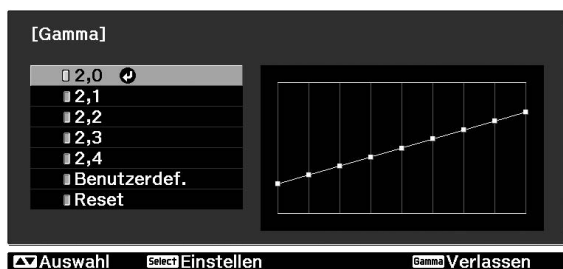 [Gamma]
2,0
2,1
2,2
2,3
2,4
Benutzerdef.
Reset
Auswahl Select Einstellen Gamma Verlassen